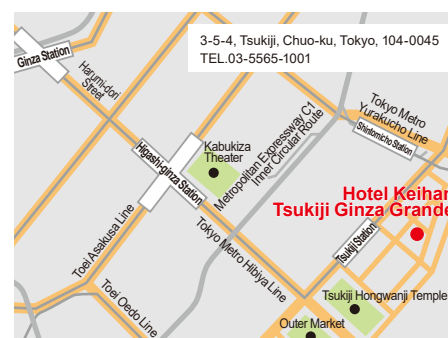 3-5-4, Tsukiji, Chuo-ku, Tokyo, 104-0045
TEL.03-5565-1001
Ginza Station
Harumi-dori
Street
Higashi-ginza Station
Kabukiza
Theater
Metropolitan Expressway C1
Inner Circular Route
Tokyo Metro
Yurakucho Line
Shintomicho Station
Hotel Keihan
Tsukiji Ginza Grande
Tsukiji Station
Toei Asakusa Line
Tokyo Metro Hibiya Line
Toei Oedo Line
Tsukiji Hongwanji Temple
Outer Market